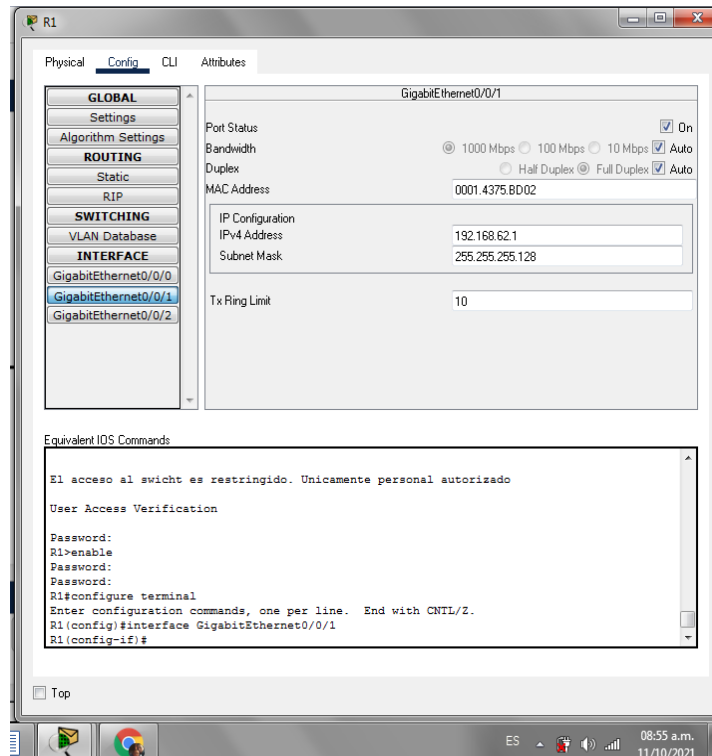 R1
Physical Config CLI Attributes
GLOBAL
Settings
Algorithm Settings
ROUTING
Static
RIP
SWITCHING
VLAN Database
INTERFACE
GigabitEthernet0/0/0
GigabitEthernet0/0/1
GigabitEthernet0/0/2
GigabitEthernet0/0/1
Port Status On
Bandwidth 1000 Mbps 100 Mbps 10 Mbps Auto
Duplex Half Duplex Full Duplex Auto
MAC Address 0001.4375.BD02
IP Configuration
IPv4 Address 192.168.62.1
Subnet Mask 255.255.255.128
Tx Ring Limit 10
Equivalent IOS Commands
El acceso al swicht es restringido. Unicamente personal autorizado
User Access Verification
Password:
R1>enable
Password:
Password:
R1#configure terminal
Enter configuration commands, one per line. End with CNTL/Z.
R1(config)#interface GigabitEthernet0/0/1
R1(config-if)#
Top
ES 08:55 a.m.
11/10/2021